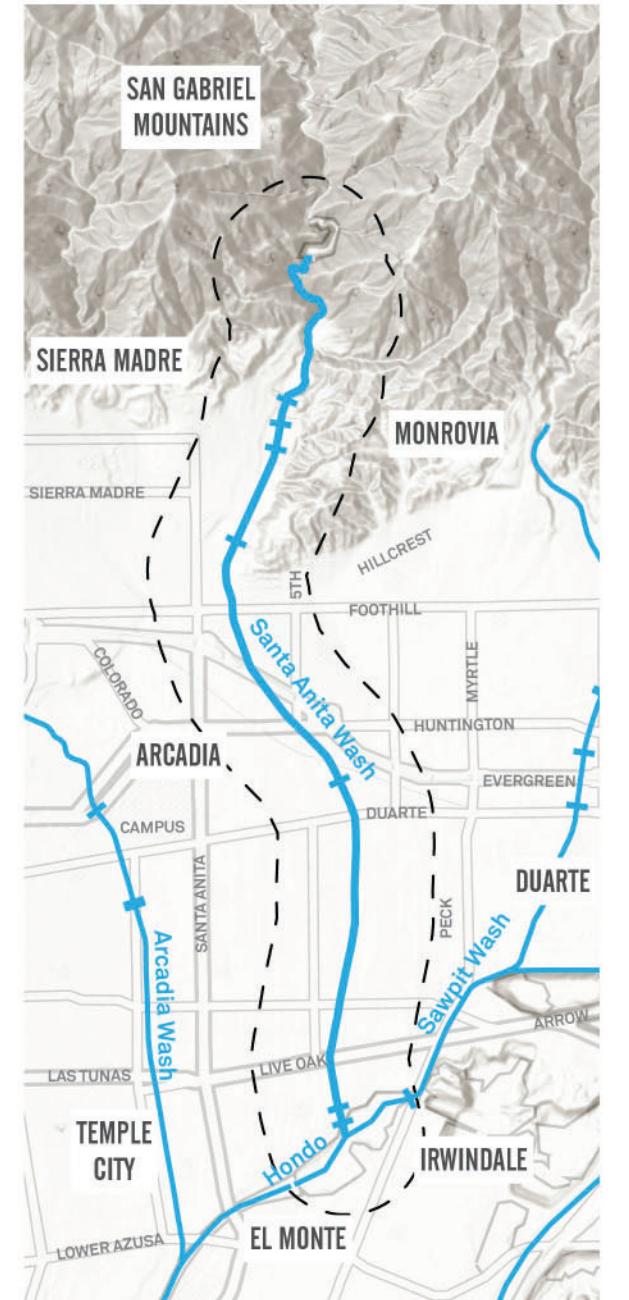 SAN GABRIEL
MOUNTAINS
SIERRA MADRE
MONROVIA
SIERRA MADRE
HILLCREST
5TH
FOOTHILL
Santa Anita Wash
MYRTLE
COLORADO
HUNTINGTON
ARCADIA
EVERGREEN
DUARTE
CAMPUS
SANTA ANITA
DUARTE
PECK
Arcadia Wash
Sawpit Wash
ARROW
LIVE OAK
LAS TUNAS
TEMPLE
CITY
Hondo
IRWINDALE
EL MONTE
LOWER AZUSA